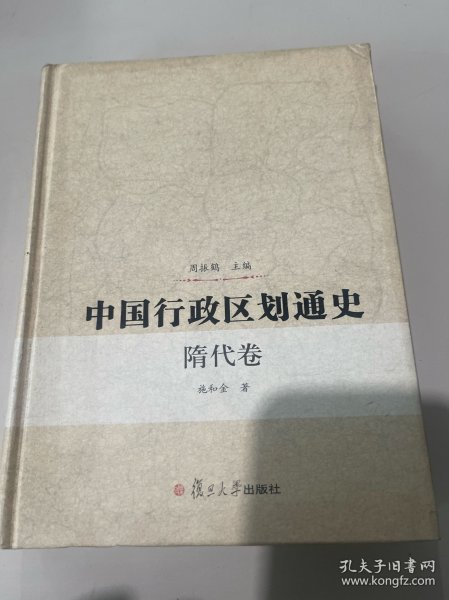 周振鹤 主编
中国行政区划通史
隋代卷
施和金 著
復旦大学出版社
孔夫子旧书网
www.kongfz.com